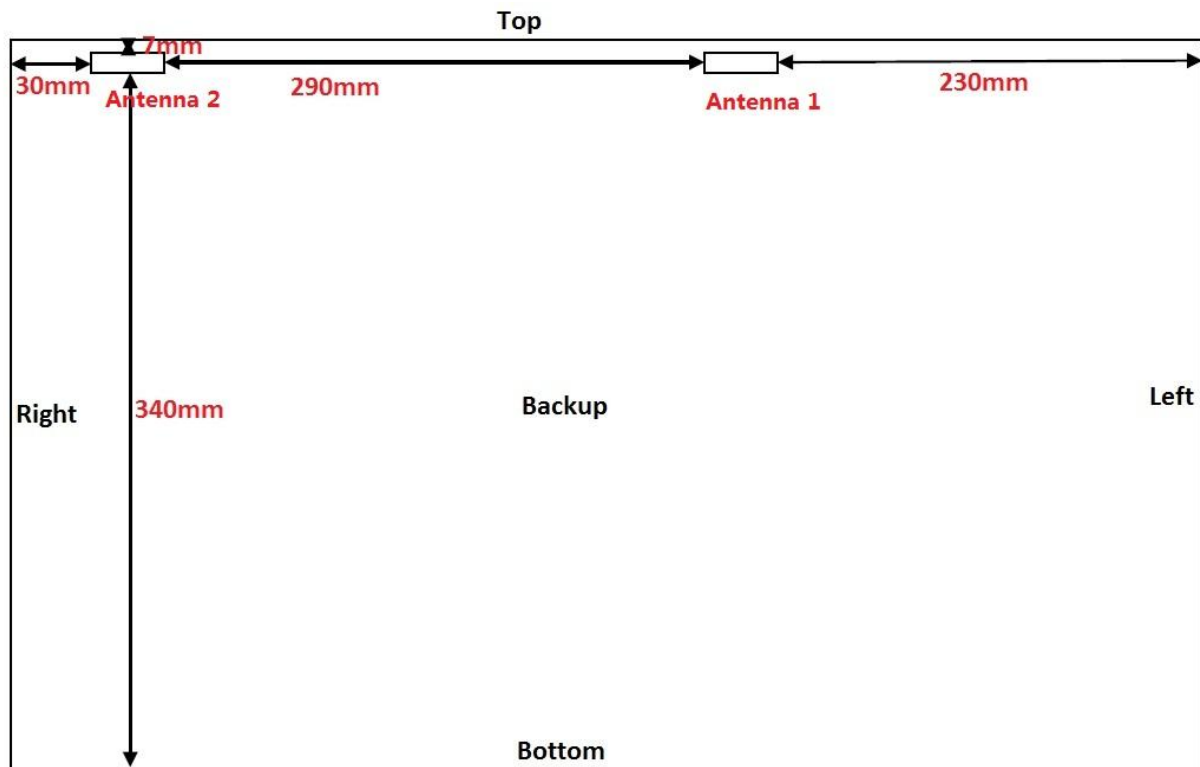 Top
7mm
30mm
Antenna 2
290mm
Antenna 1
230mm
Right
340mm
Backup
Left
Bottom